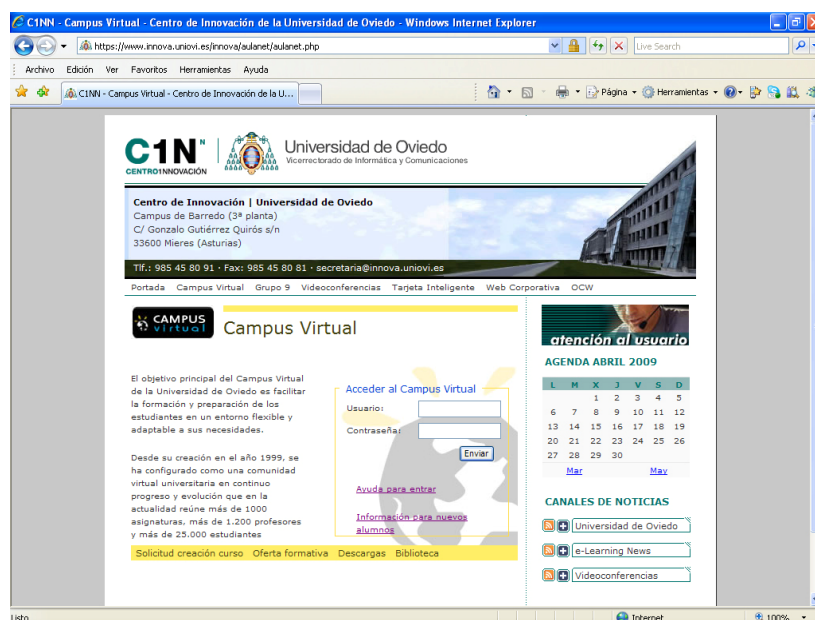 C1NN - Campus Virtual - Centro de Innovación de la Universidad de Oviedo - Windows Internet Explorer
https://www.innova.uniovi.es/innova/aulanet/aulanet.php
Live Search
Archivo Edición Ver Favoritos Herramientas Ayuda
C1NN - Campus Virtual - Centro de Innovación de la U...
Página
Herramientas
C1N N
CENTRO1NNOVACIÓN
Universidad de Oviedo
Vicerrectorado de Informática y Comunicaciones
Centro de Innovación | Universidad de Oviedo
Campus de Barredo (3ª planta)
C/ Gonzalo Gutiérrez Quirós s/n
33600 Mieres (Asturias)
Tlf.: 985 45 80 91 · Fax: 985 45 80 81 · secretaria@innova.uniovi.es
Portada Campus Virtual Grupo 9 Videoconferencias Tarjeta Inteligente Web Corporativa OCW
CAMPUS
virtual
Campus Virtual
El objetivo principal del Campus Virtual
de la Universidad de Oviedo es facilitar
la formación y preparación de los
estudiantes en un entorno flexible y
adaptable a sus necesidades.
Desde su creación en el año 1999, se
ha configurado como una comunidad
virtual universitaria en continuo
progreso y evolución que en la
actualidad reúne más de 1000
asignaturas, más de 1.200 profesores
y más de 25.000 estudiantes
Acceder al Campus Virtual
Usuario:
Contraseña:
Enviar
Ayuda para entrar
Información para nuevos
alumnos
Solicitud creación curso Oferta formativa Descargas Biblioteca
atención al usuario
AGENDA ABRIL 2009
L M X J V S D
1 2 3 4 5
6 7 8 9 10 11 12
13 14 15 16 17 18 19
20 21 22 23 24 25 26
27 28 29 30
Mar May
CANALES DE NOTICIAS
Universidad de Oviedo
e-Learning News
Videoconferencias
Listo
Internet
100%